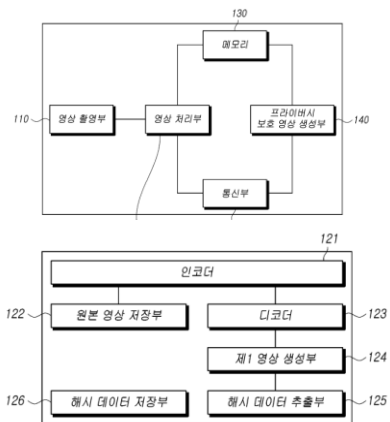 130
메모리
110
영상 촬영부
영상 처리부
프라이버시
보호 영상 생성부
140
통신부
121
인코더
122
원본 영상 저장부
디코더
123
제1 영상 생성부
124
126
해시 데이터 저장부
해시 데이터 추출부
125